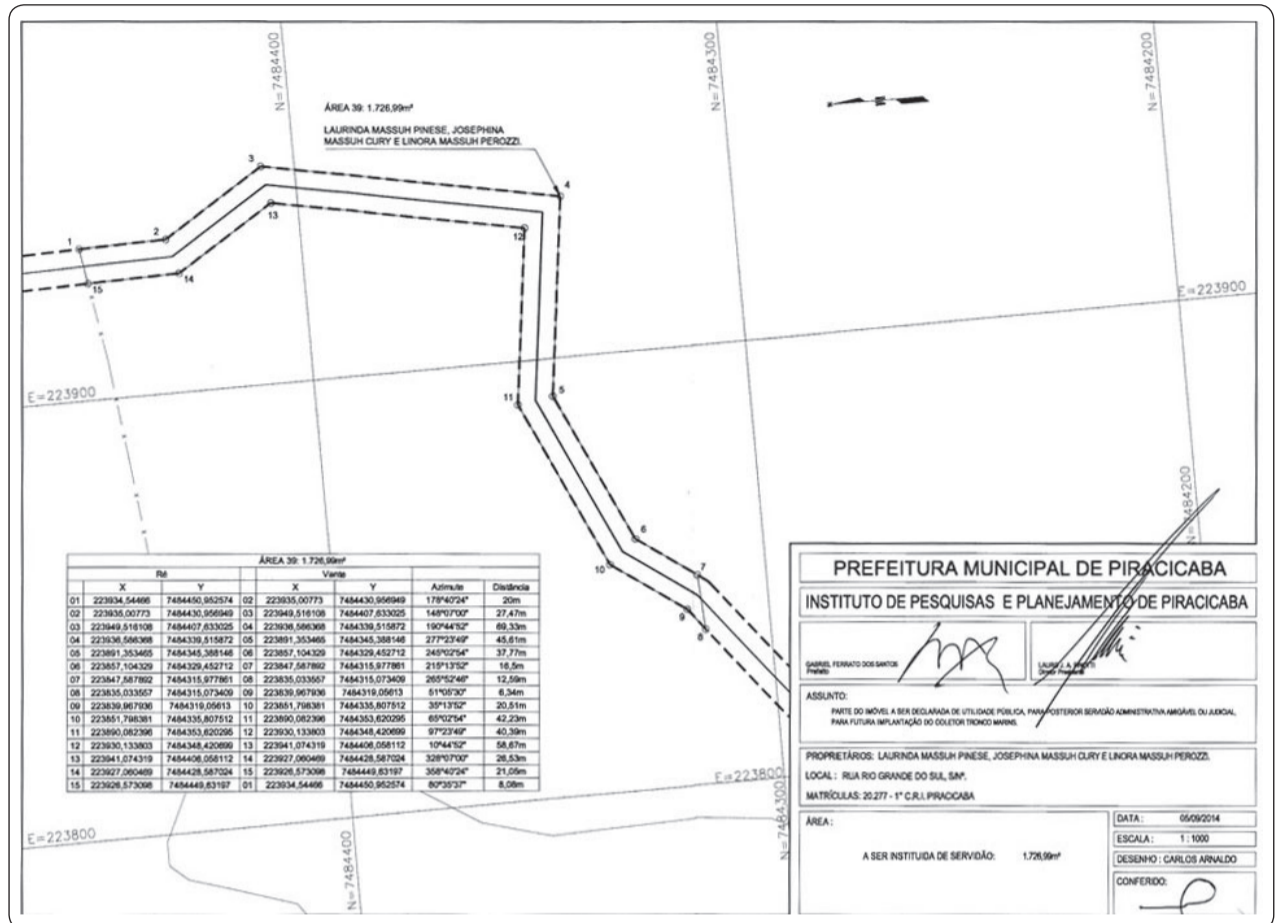 N=7484400
N=7484300
N=7484200
ÁREA 39: 1.726,99m²
LAURINDA MASSUH PINESE, JOSEPHINA
MASSUH CURY E LINORA MASSUH PEROZZI.
3
4
1
2
13
12
14
15
E=223900
E=223900
5
11
6
10
7
9
8
N=7484200
ÁREA 39: 1.726,99m²
Ré Vante
X Y X Y Azimute Distância
01 223934,54466 7484450,952574 02 223935,00773 7484430,956949 178°40'24" 20m
02 223935,00773 7484430,956949 03 223949,516108 7484407,633025 148°07'00" 27,47m
03 223949,516108 7484407,633025 04 223936,586368 7484339,515872 190°44'52" 69,33m
04 223936,586368 7484339,515872 05 223891,353465 7484345,388146 277°23'49" 45,61m
05 223891,353465 7484345,388146 06 223857,104329 7484329,452712 245°02'54" 37,77m
06 223857,104329 7484329,452712 07 223847,587892 7484315,977861 215°13'52" 16,5m
07 223847,587892 7484315,977861 08 223835,033557 7484315,073409 265°52'46" 12,59m
08 223835,033557 7484315,073409 09 223839,967936 7484319,05613 51°05'30" 6,34m
09 223839,967936 7484319,05613 10 223851,798381 7484335,807512 35°13'52" 20,51m
10 223851,798381 7484335,807512 11 223890,082396 7484353,620295 65°02'54" 42,23m
11 223890,082396 7484353,620295 12 223930,133803 7484348,420699 97°23'49" 40,39m
12 223930,133803 7484348,420699 13 223941,074319 7484406,058112 10°44'52" 58,67m
13 223941,074319 7484406,058112 14 223927,060469 7484428,587024 328°07'00" 26,53m
14 223927,060469 7484428,587024 15 223926,573098 7484449,63197 358°40'24" 21,05m
15 223926,573098 7484449,63197 01 223934,54466 7484450,952574 80°35'37" 8,08m
E=223800
E=223800
N=7484400
N=7484300
PREFEITURA MUNICIPAL DE PIRACICABA
INSTITUTO DE PESQUISAS E PLANEJAMENTO DE PIRACICABA
GABRIEL FERRATO DOS SANTOS
Prefeito
ASSUNTO:
PARTE DO IMÓVEL A SER DECLARADA DE UTILIDADE PÚBLICA, PARA POSTERIOR SERVIDÃO ADMINISTRATIVA AMIGÁVEL OU JUDICIAL,
PARA FUTURA IMPLANTAÇÃO DO COLETOR TRONCO MARINS.
PROPRIETÁRIOS: LAURINDA MASSUH PINESE, JOSEPHINA MASSUH CURY E LINORA MASSUH PEROZZI.
LOCAL : RUA RIO GRANDE DO SUL, S/Nº.
MATRÍCULAS: 20.277 - 1º C.R.I. PIRACICABA
ÁREA :
A SER INSTITUIDA DE SERVIDÃO: 1.726,99m²
DATA : 05/09/2014
ESCALA : 1 : 1000
DESENHO : CARLOS ARNALDO
CONFERIDO: